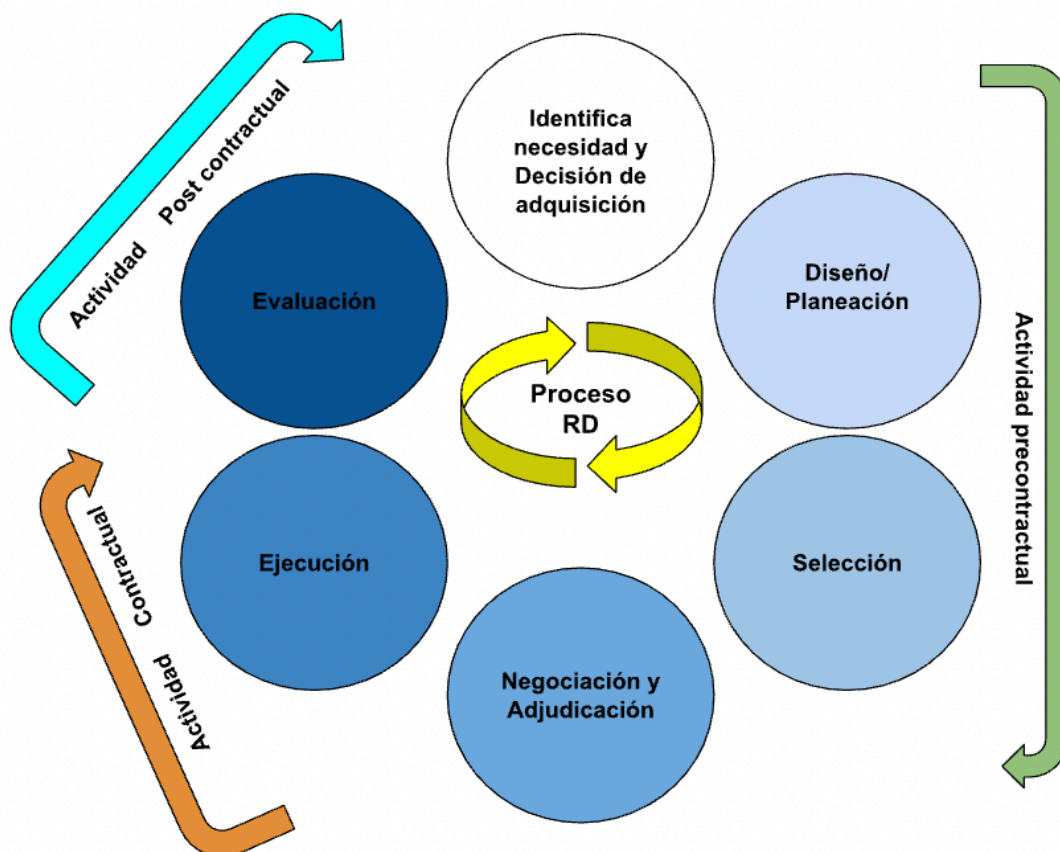 Identifica
necesidad y
Decisión de
adquisición
Diseño/
Planeación
Selección
Negociación y
Adjudicación
Ejecución
Evaluación
Proceso
RD
Actividad precontractual
Actividad Contractual
Actividad Post contractual